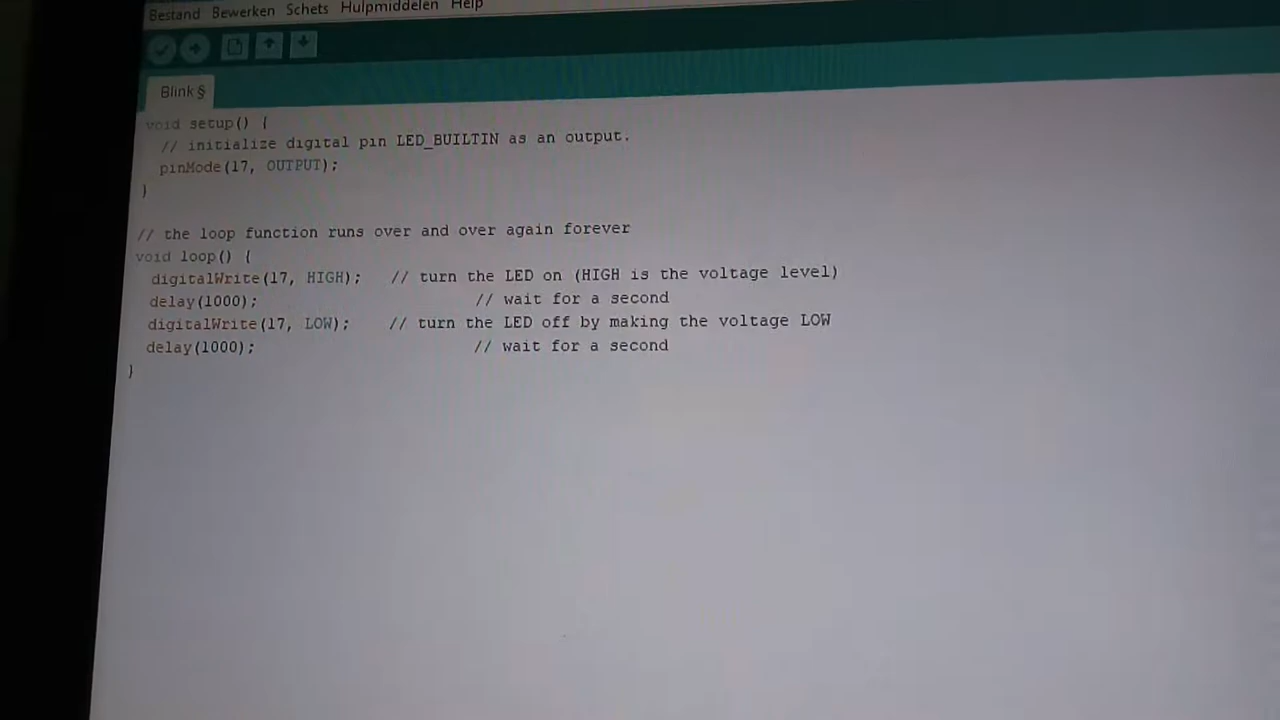 Bestand Bewerken Schets Hulpmiddelen Help
Blink §
void setup() {
  // initialize digital pin LED_BUILTIN as an output.
  pinMode(17, OUTPUT);
}
// the loop function runs over and over again forever
void loop() {
  digitalWrite(17, HIGH);   // turn the LED on (HIGH is the voltage level)
  delay(1000);                       // wait for a second
  digitalWrite(17, LOW);    // turn the LED off by making the voltage LOW
  delay(1000);                       // wait for a second
}